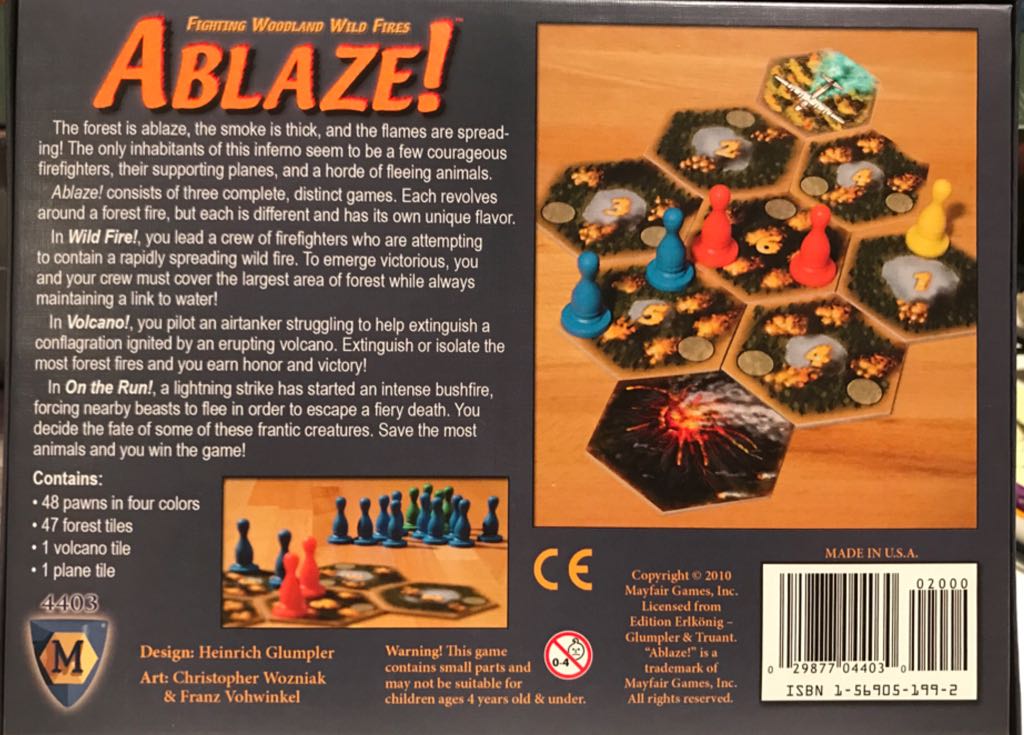 Fighting Woodland Wild Fires
ABLAZE!™
The forest is ablaze, the smoke is thick, and the flames are spread-
ing! The only inhabitants of this inferno seem to be a few courageous
firefighters, their supporting planes, and a horde of fleeing animals.
Ablaze! consists of three complete, distinct games. Each revolves
around a forest fire, but each is different and has its own unique flavor.
In Wild Fire!, you lead a crew of firefighters who are attempting
to contain a rapidly spreading wild fire. To emerge victorious, you
and your crew must cover the largest area of forest while always
maintaining a link to water!
In Volcano!, you pilot an airtanker struggling to help extinguish a
conflagration ignited by an erupting volcano. Extinguish or isolate the
most forest fires and you earn honor and victory!
In On the Run!, a lightning strike has started an intense bushfire,
forcing nearby beasts to flee in order to escape a fiery death. You
decide the fate of some of these frantic creatures. Save the most
animals and you win the game!
Contains:
• 48 pawns in four colors
• 47 forest tiles
• 1 volcano tile
• 1 plane tile
4403
M
Design: Heinrich Glumpler
Art: Christopher Wozniak
& Franz Vohwinkel
Warning! This game
contains small parts and
may not be suitable for
children ages 4 years old & under.
CE
0-4
Copyright © 2010
Mayfair Games, Inc.
Licensed from
Edition Erlkönig –
Glumpler & Truant.
"Ablaze!" is a
trademark of
Mayfair Games, Inc.
All rights reserved.
MADE IN U.S.A.
02000
0 29877 04403 0
ISBN 1-56905-199-2
2
4
3
6
1
5
4